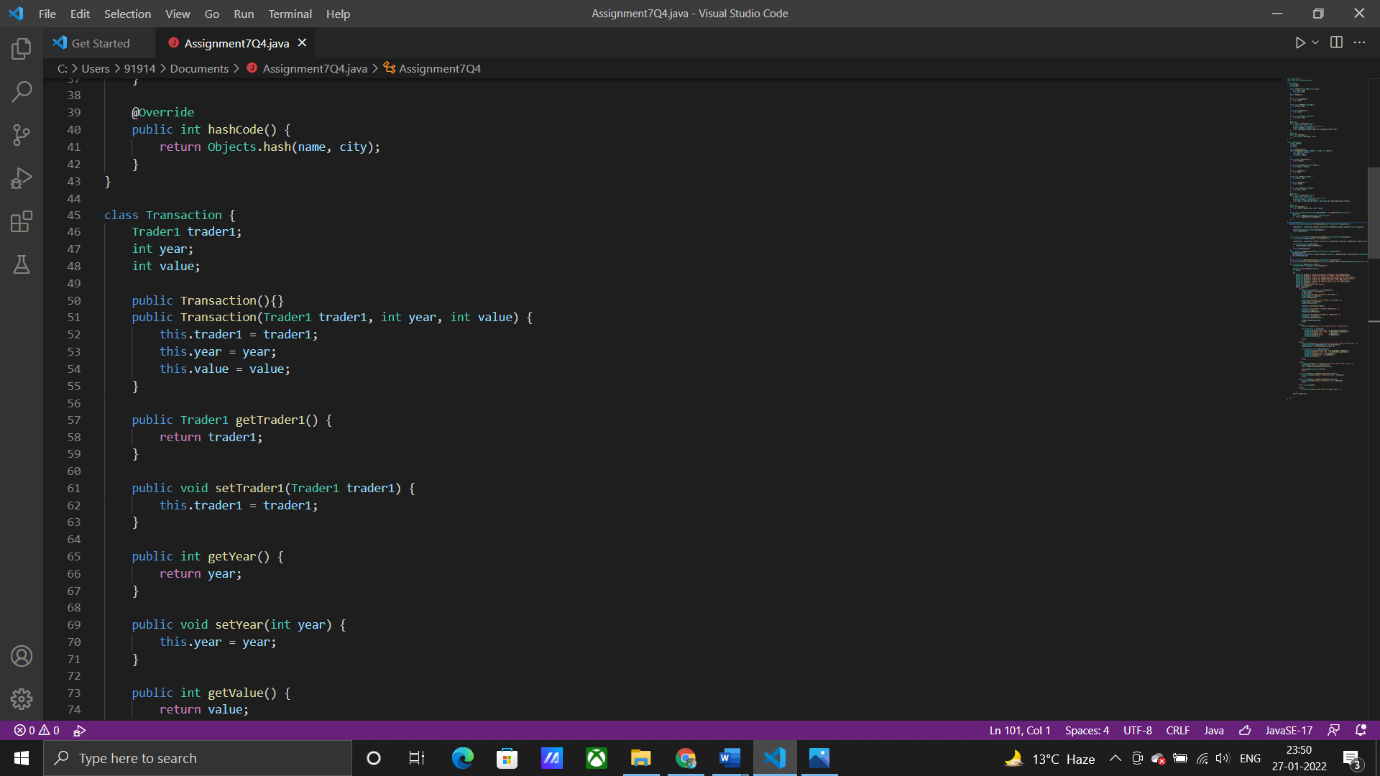 File Edit Selection View Go Run Terminal Help
Assignment7Q4.java - Visual Studio Code
Get Started
Assignment7Q4.java
C: > Users > 91914 > Documents > Assignment7Q4.java > Assignment7Q4
37 }
38
39 @Override
40 public int hashCode() {
41 return Objects.hash(name, city);
42 }
43 }
44
45 class Transaction {
46 Trader1 trader1;
47 int year;
48 int value;
49
50 public Transaction(){}
51 public Transaction(Trader1 trader1, int year, int value) {
52 this.trader1 = trader1;
53 this.year = year;
54 this.value = value;
55 }
56
57 public Trader1 getTrader1() {
58 return trader1;
59 }
60
61 public void setTrader1(Trader1 trader1) {
62 this.trader1 = trader1;
63 }
64
65 public int getYear() {
66 return year;
67 }
68
69 public void setYear(int year) {
70 this.year = year;
71 }
72
73 public int getValue() {
74 return value;
0 0
Ln 101, Col 1 Spaces: 4 UTF-8 CRLF Java JavaSE-17
Type here to search
13°C Haze
ENG
23:50
27-01-2022
3